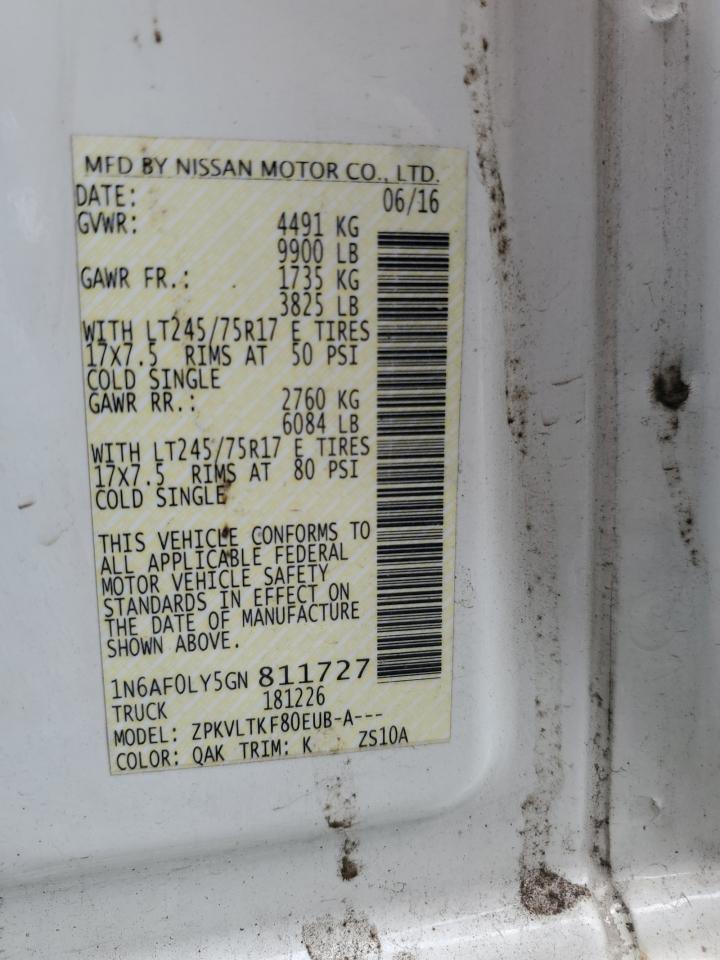 MFD BY NISSAN MOTOR CO., LTD.
DATE: 06/16
GVWR: 4491 KG
9900 LB
GAWR FR.: 1735 KG
3825 LB
WITH LT245/75R17 E TIRES
17X7.5 RIMS AT 50 PSI
COLD SINGLE
GAWR RR.: 2760 KG
6084 LB
WITH LT245/75R17 E TIRES
17X7.5 RIMS AT 80 PSI
COLD SINGLE
THIS VEHICLE CONFORMS TO
ALL APPLICABLE FEDERAL
MOTOR VEHICLE SAFETY
STANDARDS IN EFFECT ON
THE DATE OF MANUFACTURE
SHOWN ABOVE.
1N6AF0LY5GN 811727
TRUCK 181226
MODEL: ZPKVLTKF80EUB-A---
COLOR: QAK TRIM: K ZS10A